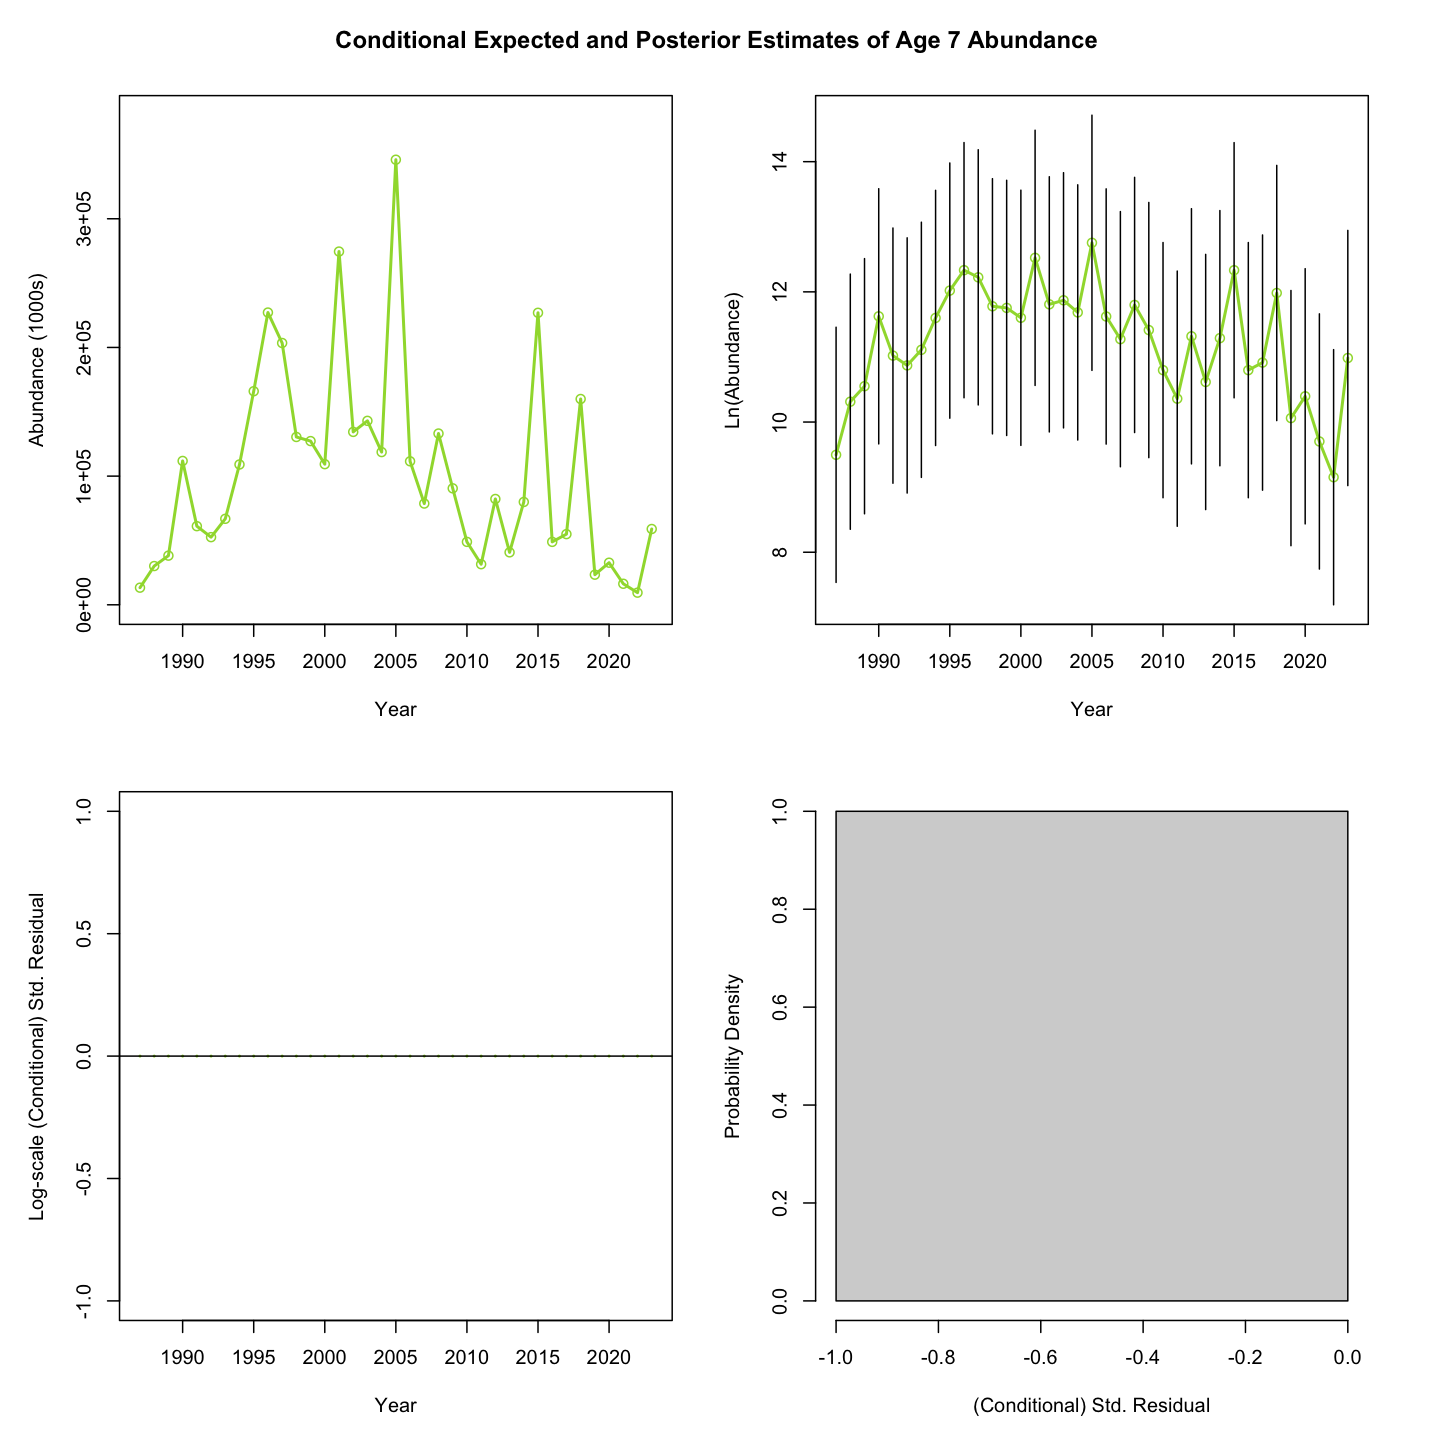 Conditional Expected and Posterior Estimates of Age 7 Abundance
Abundance (1000s)
3e+05
2e+05
1e+05
0e+00
1990 1995 2000 2005 2010 2015 2020
Year
Ln(Abundance)
14
12
10
8
1990 1995 2000 2005 2010 2015 2020
Year
Log-scale (Conditional) Std. Residual
1.0
0.5
0.0
-0.5
-1.0
1990 1995 2000 2005 2010 2015 2020
Year
Probability Density
1.0
0.8
0.6
0.4
0.2
0.0
-1.0 -0.8 -0.6 -0.4 -0.2 0.0
(Conditional) Std. Residual